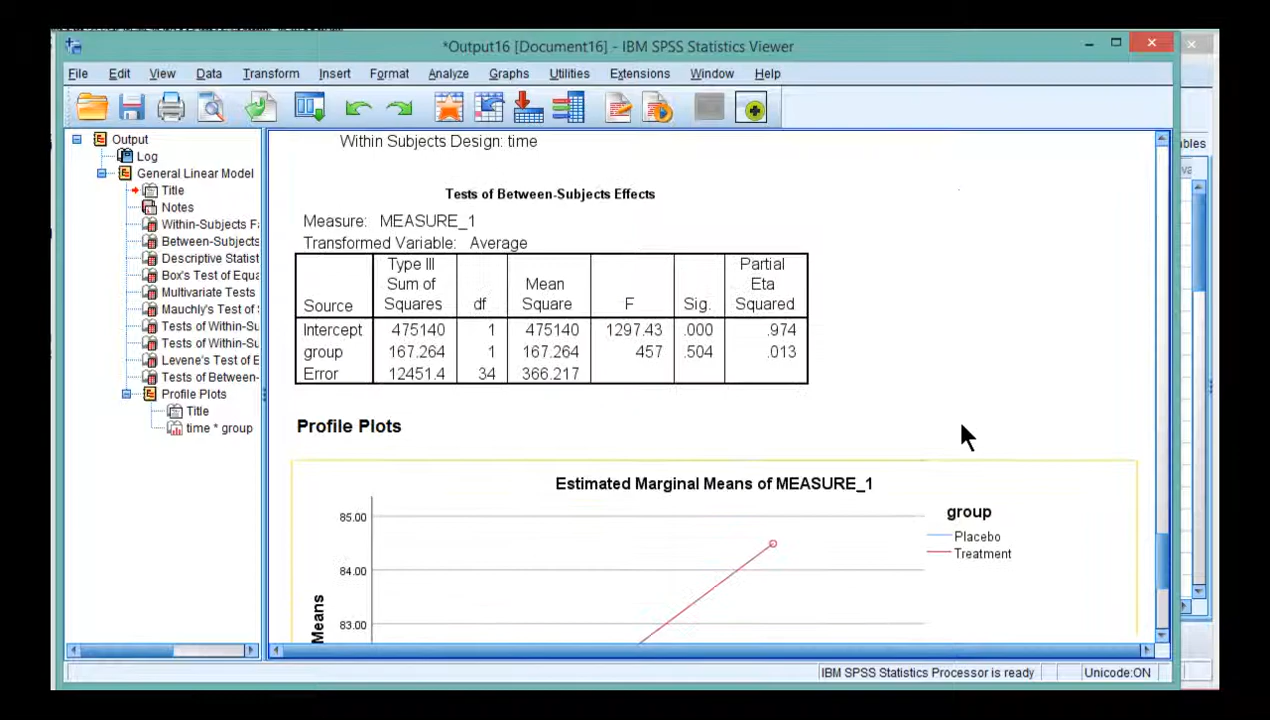 *Output16 [Document16] - IBM SPSS Statistics Viewer
File Edit View Data Transform Insert Format Analyze Graphs Utilities Extensions Window Help
Output
Log
General Linear Model
Title
Notes
Within-Subjects Fa
Between-Subjects
Descriptive Statist
Box's Test of Equa
Multivariate Tests
Mauchly's Test of S
Tests of Within-Su
Tests of Within-Su
Levene's Test of E
Tests of Between-
Profile Plots
Title
time * group
Within Subjects Design: time
Tests of Between-Subjects Effects
Measure: MEASURE_1
Transformed Variable: Average
Source Type III Sum of Squares df Mean Square F Sig. Partial Eta Squared
Intercept 475140 1 475140 1297.43 .000 .974
group 167.264 1 167.264 457 .504 .013
Error 12451.4 34 366.217
Profile Plots
Estimated Marginal Means of MEASURE_1
85.00
84.00
83.00
Means
group
Placebo
Treatment
ables
IBM SPSS Statistics Processor is ready
Unicode:ON